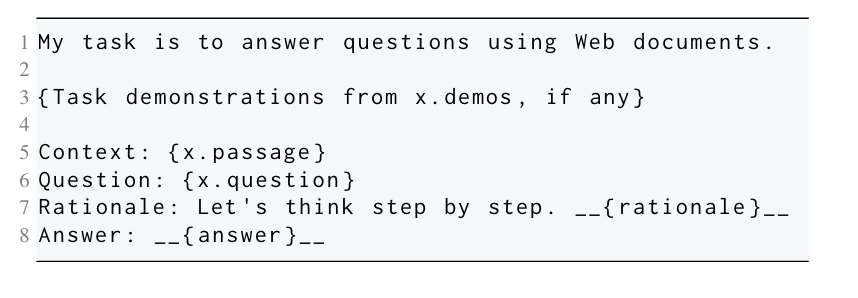 1 My task is to answer questions using Web documents.
2
3 {Task demonstrations from x.demos, if any}
4
5 Context: {x.passage}
6 Question: {x.question}
7 Rationale: Let's think step by step. __{rationale}__
8 Answer: __{answer}__